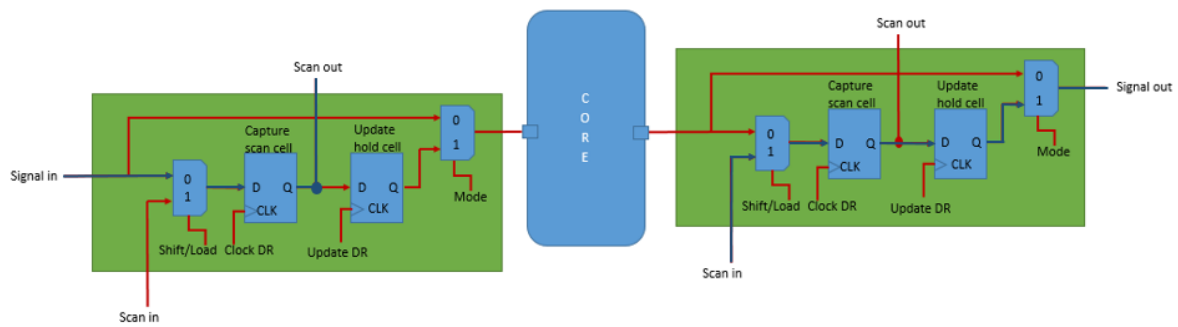 Scan out
Capture
scan cell
Update
hold cell
0
1
Signal in
0
1
D
Q
CLK
D
Q
CLK
Mode
Shift/Load
Clock DR
Update DR
Scan in
C
O
R
E
Scan out
Capture
scan cell
Update
hold cell
0
1
Signal out
0
1
D
Q
CLK
D
Q
CLK
Mode
Shift/Load
Clock DR
Update DR
Scan in